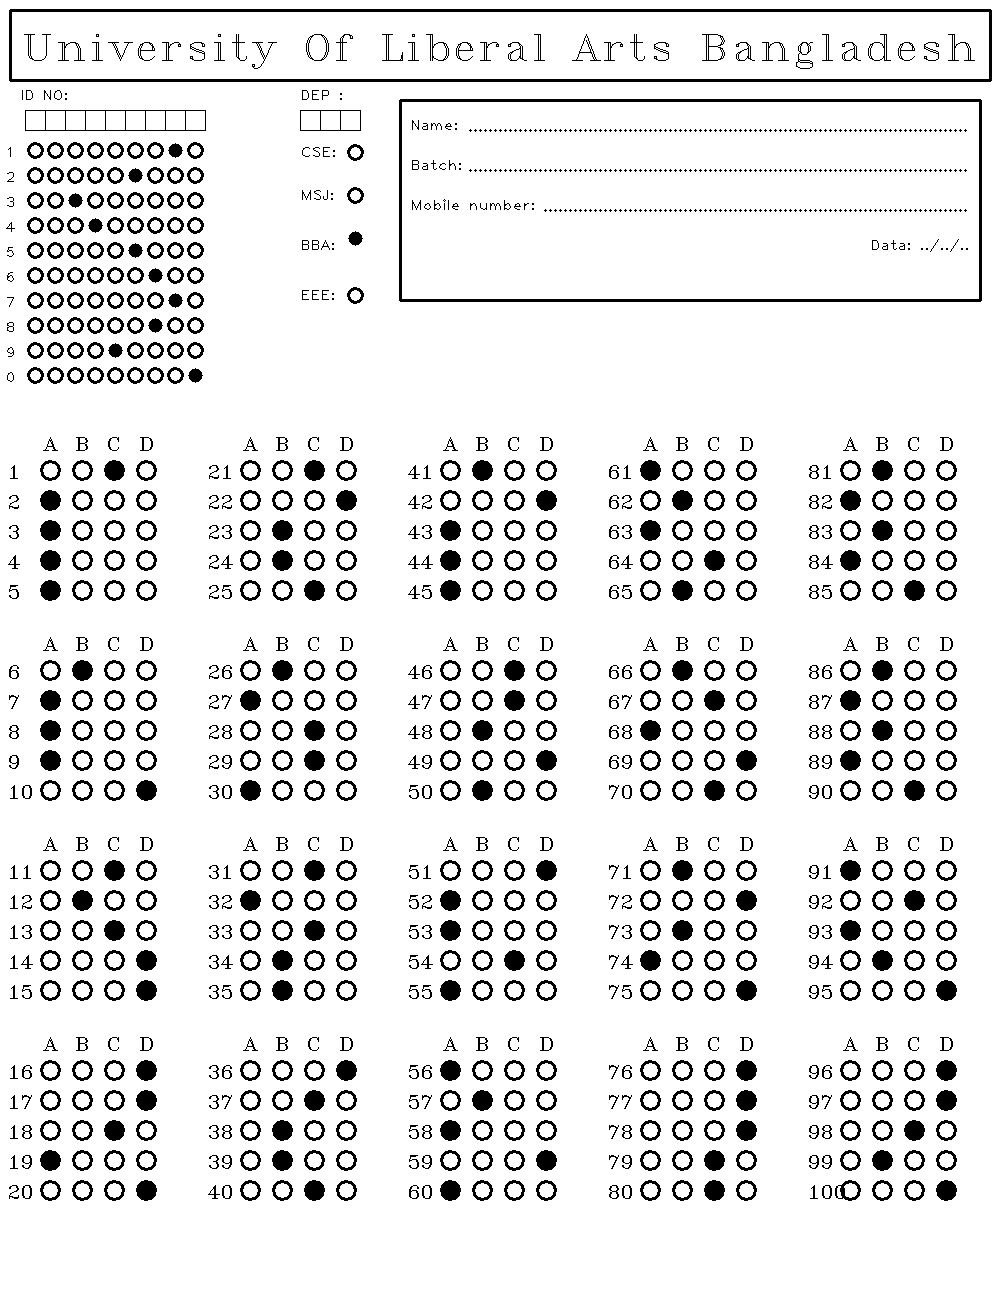 University Of Liberal Arts Bangladesh
ID NO:
DEP :
1
2
3
4
5
6
7
8
9
0
CSE:
MSJ:
BBA:
EEE:
Name: ........................................
Batch: ........................................
Mobile number: ........................................
Data: ../../..
A B C D A B C D A B C D A B C D A B C D
1 21 41 61 81
2 22 42 62 82
3 23 43 63 83
4 24 44 64 84
5 25 45 65 85
A B C D A B C D A B C D A B C D A B C D
6 26 46 66 86
7 27 47 67 87
8 28 48 68 88
9 29 49 69 89
10 30 50 70 90
A B C D A B C D A B C D A B C D A B C D
11 31 51 71 91
12 32 52 72 92
13 33 53 73 93
14 34 54 74 94
15 35 55 75 95
A B C D A B C D A B C D A B C D A B C D
16 36 56 76 96
17 37 57 77 97
18 38 58 78 98
19 39 59 79 99
20 40 60 80 100